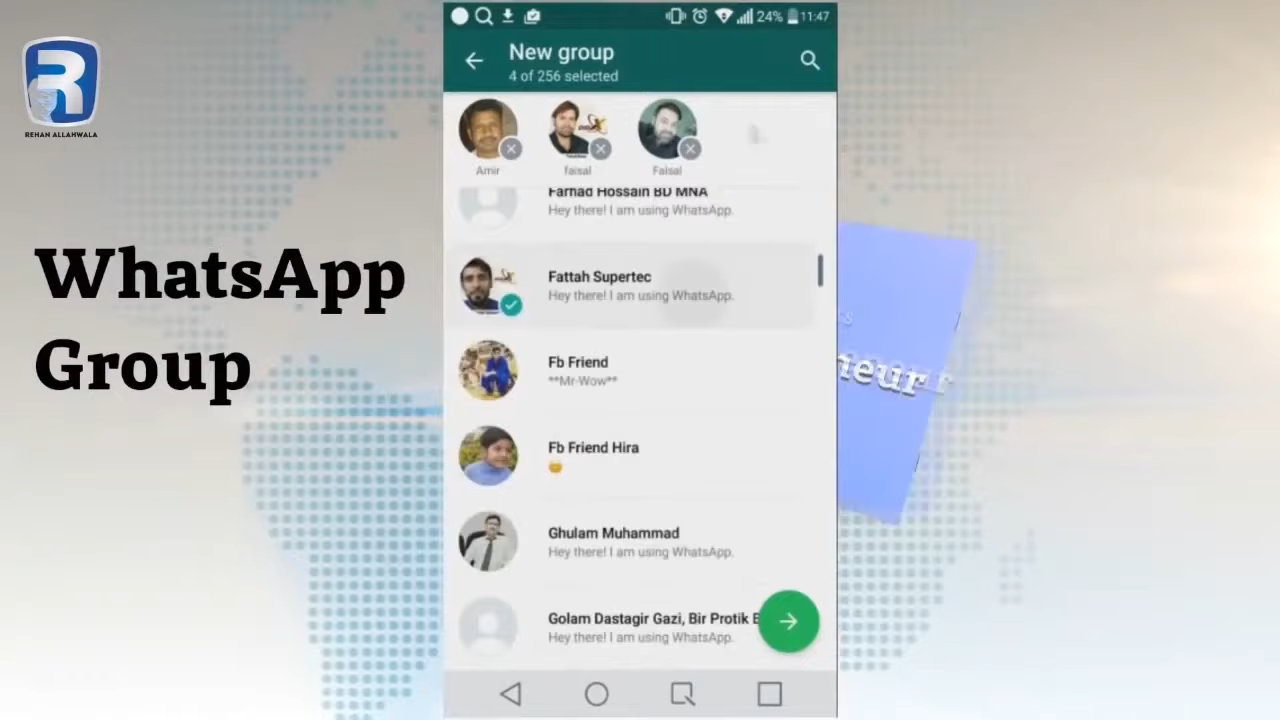 REHAN ALLAHWALA
WhatsApp
Group
24% 11:47
New group
4 of 256 selected
Amir faisal Faisal
Farhad Hossain BD MNA
Hey there! I am using WhatsApp.
Fattah Supertec
Hey there! I am using WhatsApp.
Fb Friend
**Mr-Wow**
Fb Friend Hira
Ghulam Muhammad
Hey there! I am using WhatsApp.
Golam Dastagir Gazi, Bir Protik
Hey there! I am using WhatsApp.